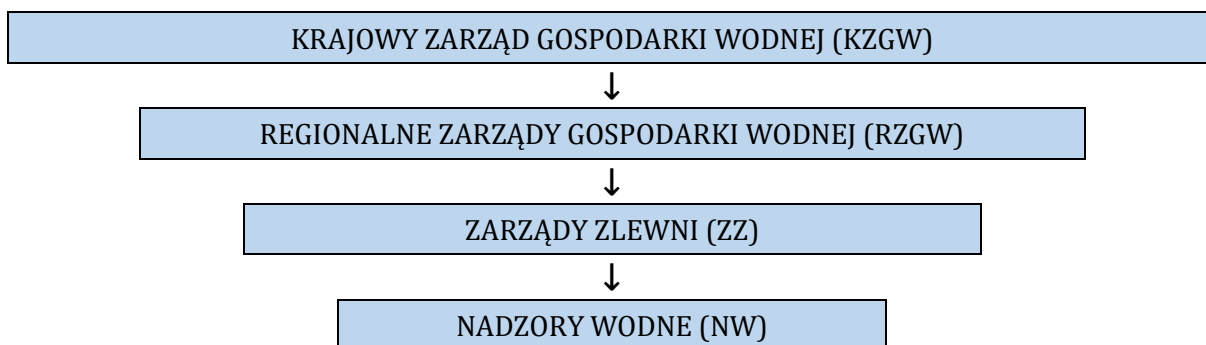 KRAJOWY ZARZĄD GOSPODARKI WODNEJ (KZGW)
↓
REGIONALNE ZARZĄDY GOSPODARKI WODNEJ (RZGW)
↓
ZARZĄDY ZLEWNI (ZZ)
↓
NADZORY WODNE (NW)